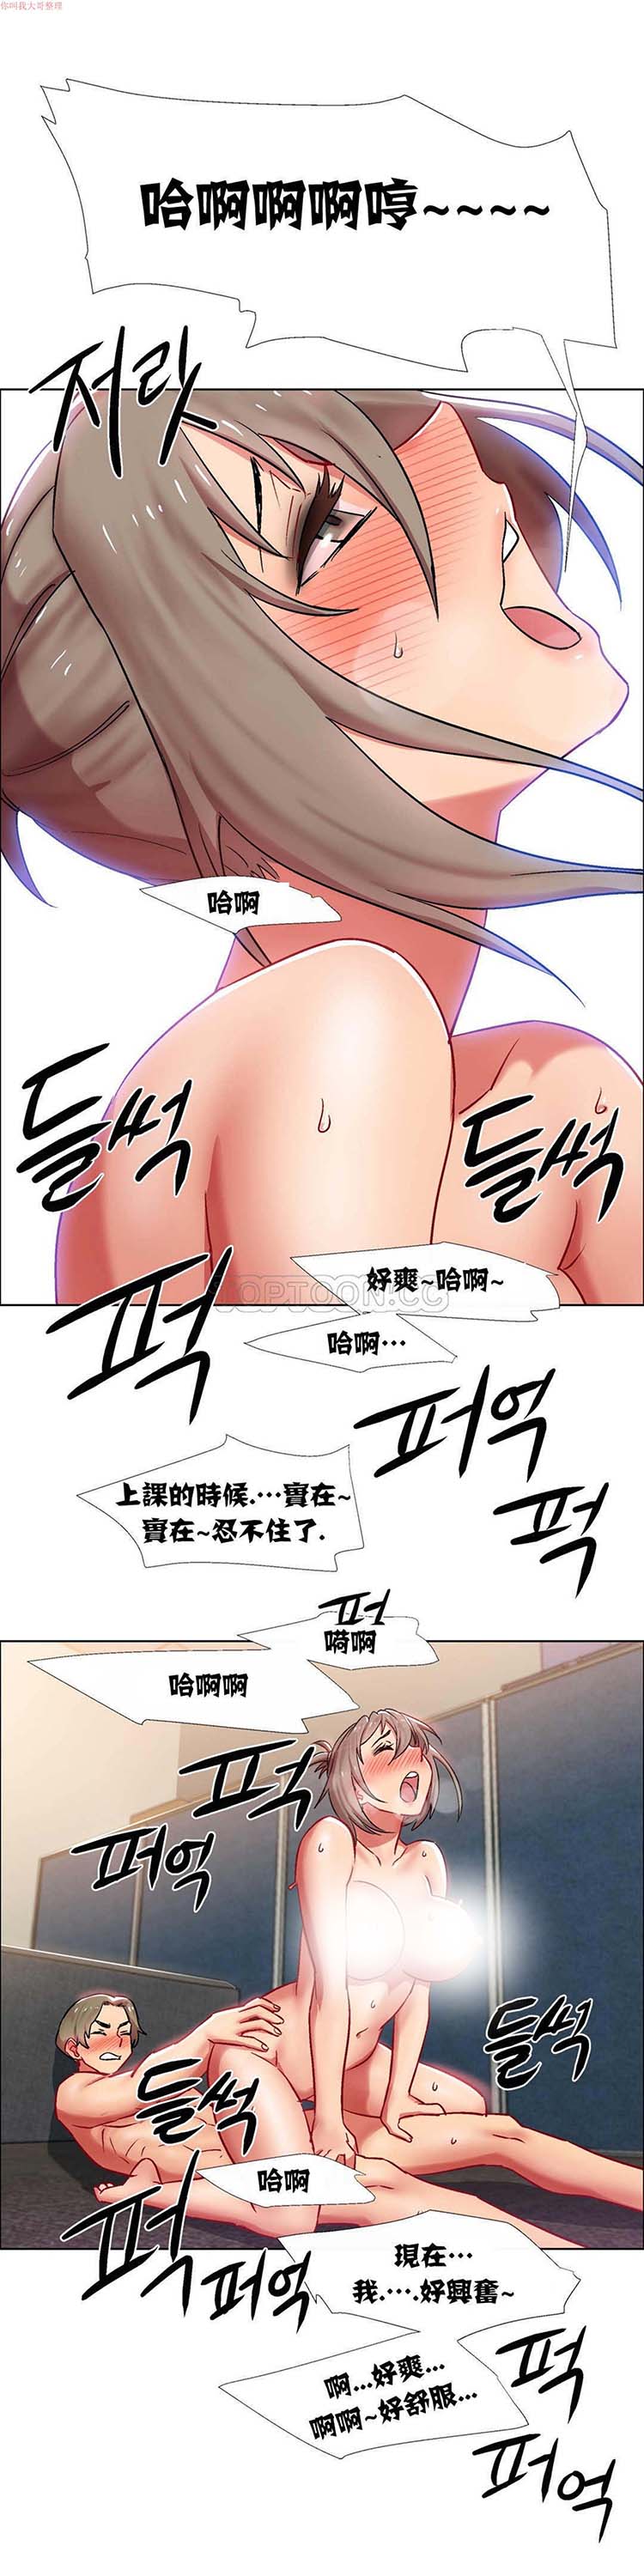 你叫我大哥整理
哈啊啊啊哼~~~~
저릿
哈啊
들썩
들썩
好爽~哈啊~
TOPTOON.CC
퍽
哈啊…
퍼억
上課的時候.…實在~
實在~忍不住了.
퍽
퍽
嗬啊
哈啊啊
퍽
퍼억
들썩
들썩
哈啊
퍽
퍼억
現在…
我.….好興奮~
퍽
啊...好爽...
啊啊~好舒服...
퍼억